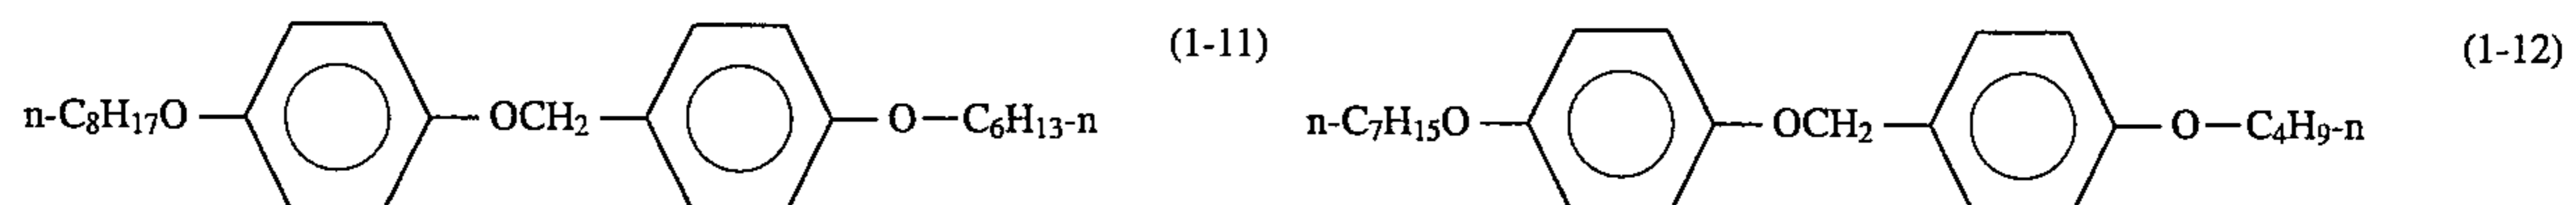 n-C8H17O OCH2 O C6H13-n (1-11)
n-C7H15O OCH2 O C4H9-n (1-12)